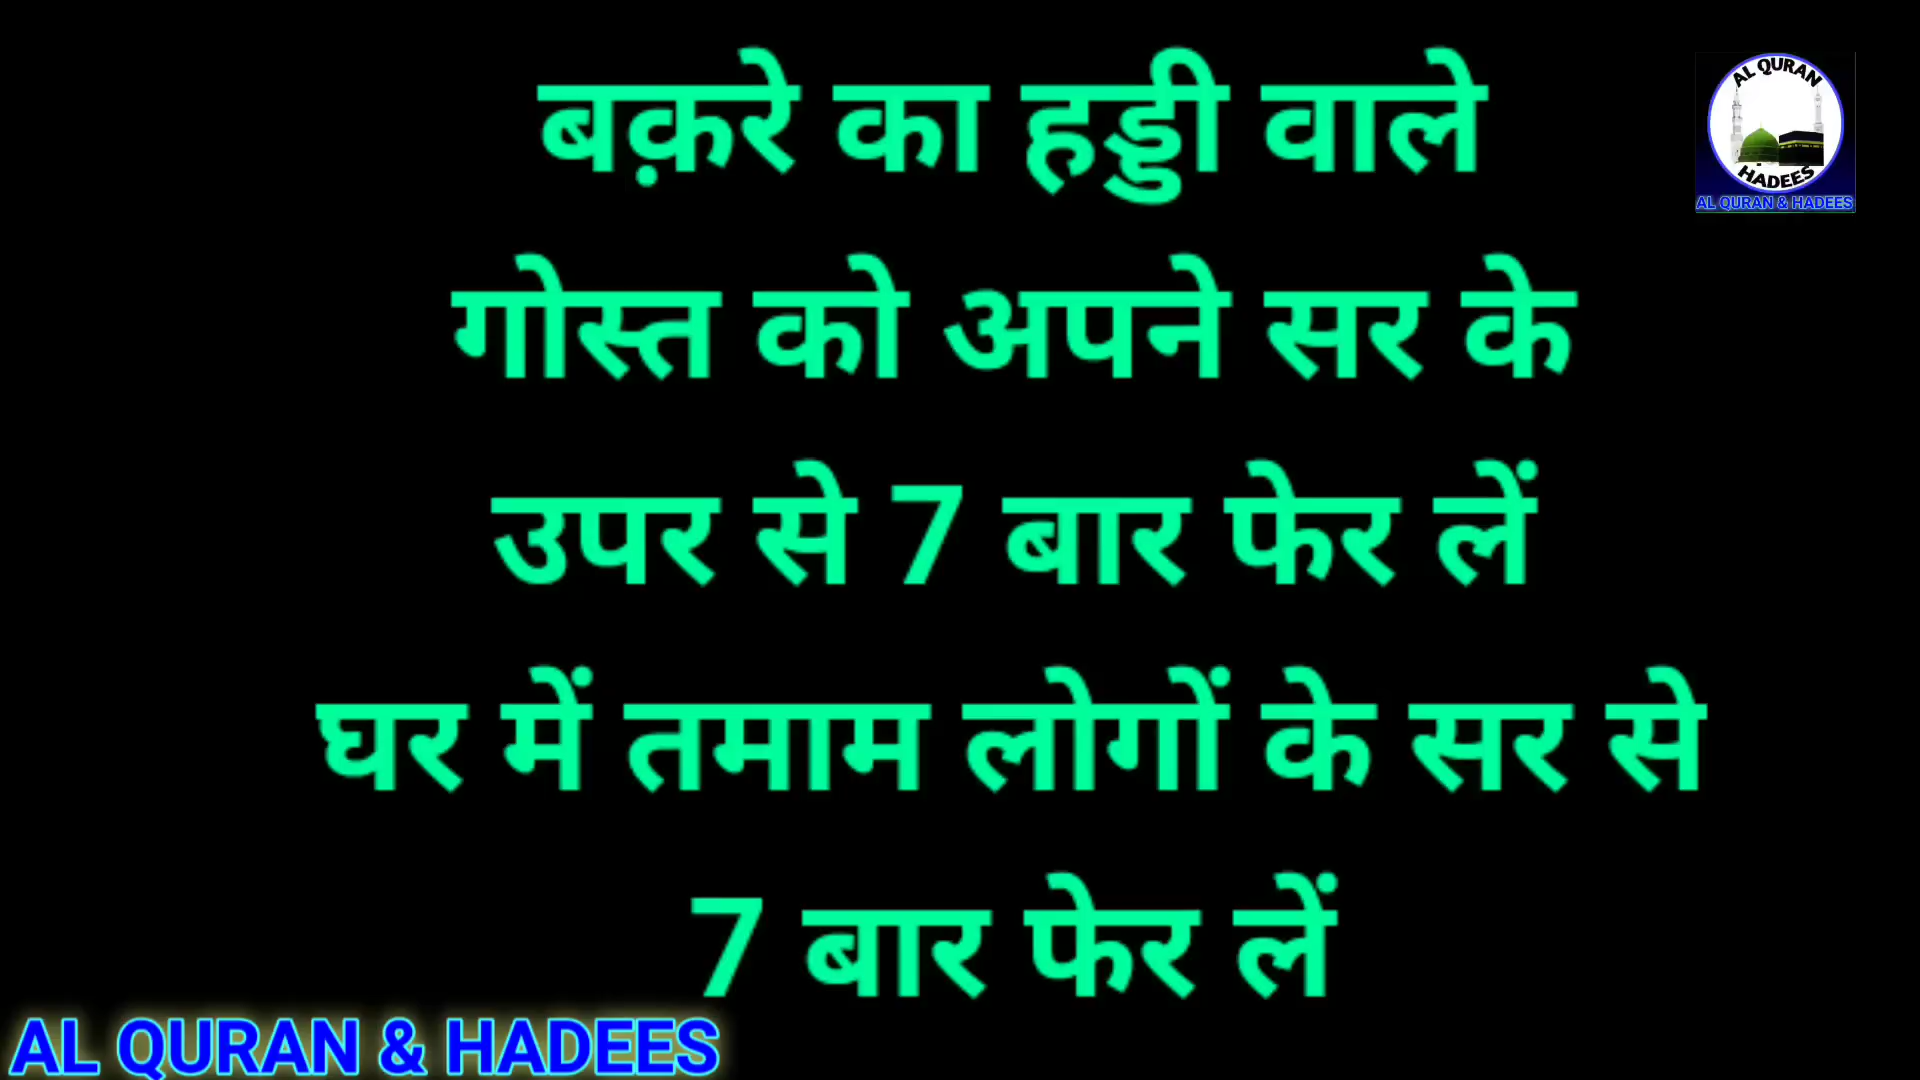 बक़रे का हड्डी वाले
गोस्त को अपने सर के
उपर से 7 बार फेर लें
घर में तमाम लोगों के सर से
7 बार फेर लें
AL QURAN
HADEES
AL QURAN & HADEES
AL QURAN & HADEES